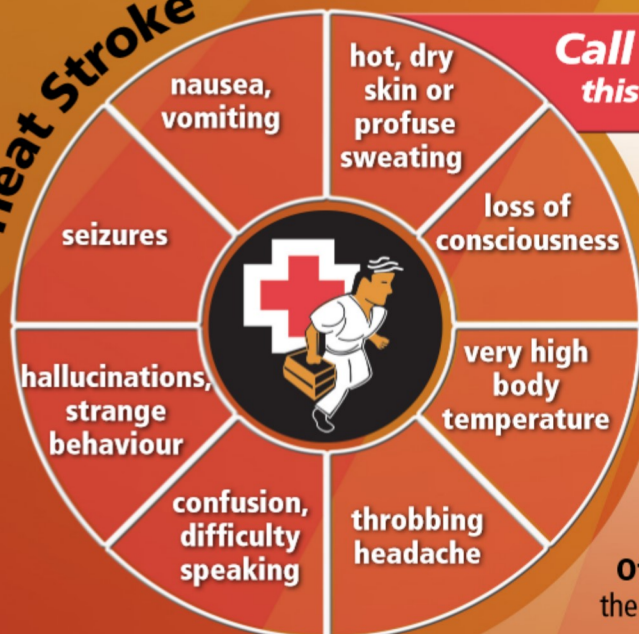 Stroke
Call
this
nausea,
vomiting
hot, dry
skin or
profuse
sweating
loss of
consciousness
very high
body
temperature
throbbing
headache
confusion,
difficulty
speaking
hallucinations,
strange
behaviour
seizures
the